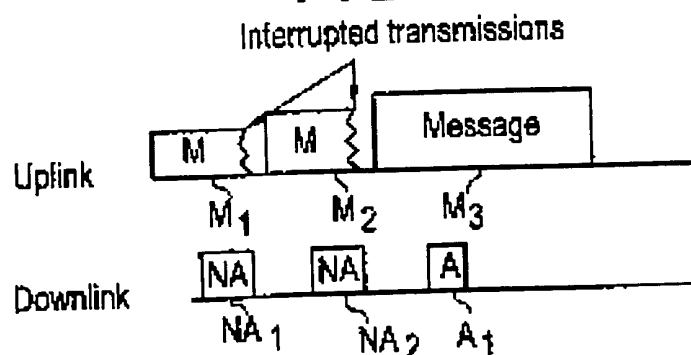 Interrupted transmissions
M M Message
Uplink
M1 M2 M3
NA NA A
Downlink
NA1 NA2 A1